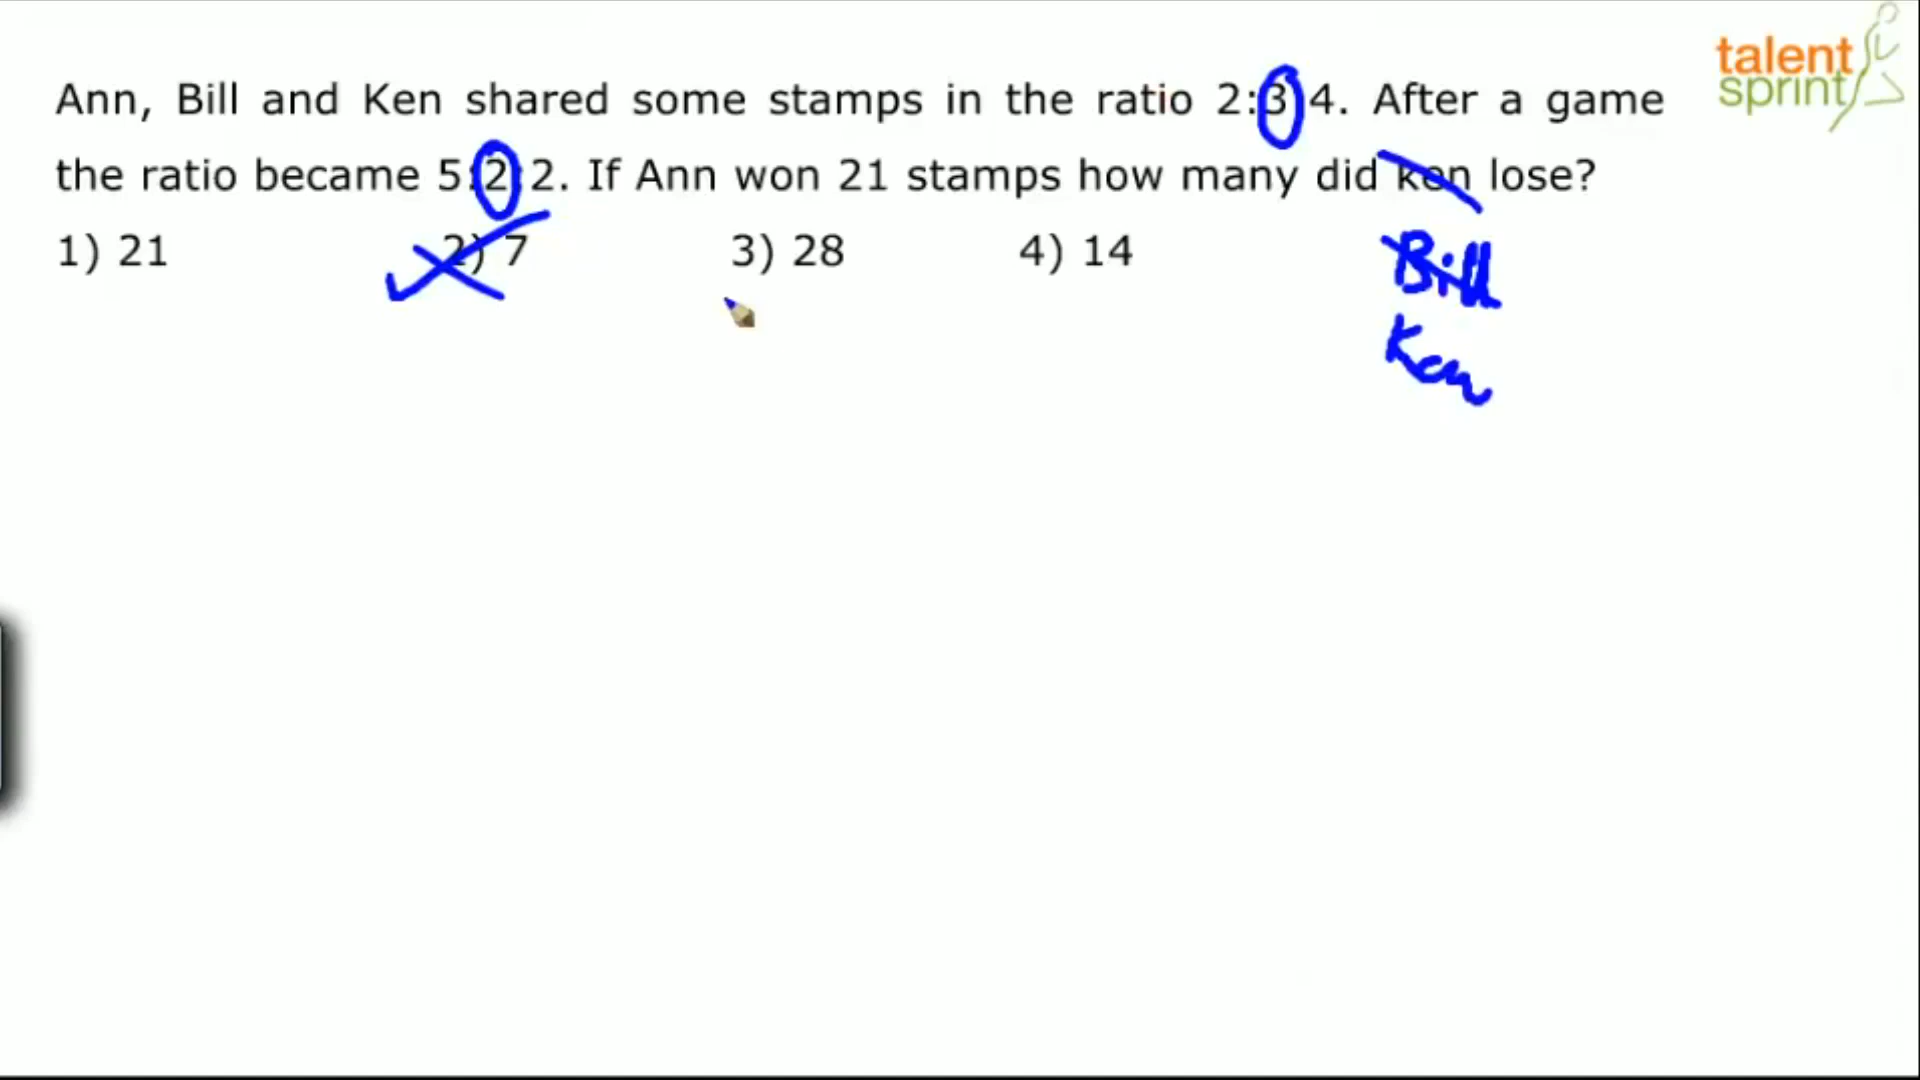 talent
sprint
Ann, Bill and Ken shared some stamps in the ratio 2:3:4. After a game
the ratio became 5:2:2. If Ann won 21 stamps how many did ken lose?
1) 21 2) 7 3) 28 4) 14
Bill
Ken